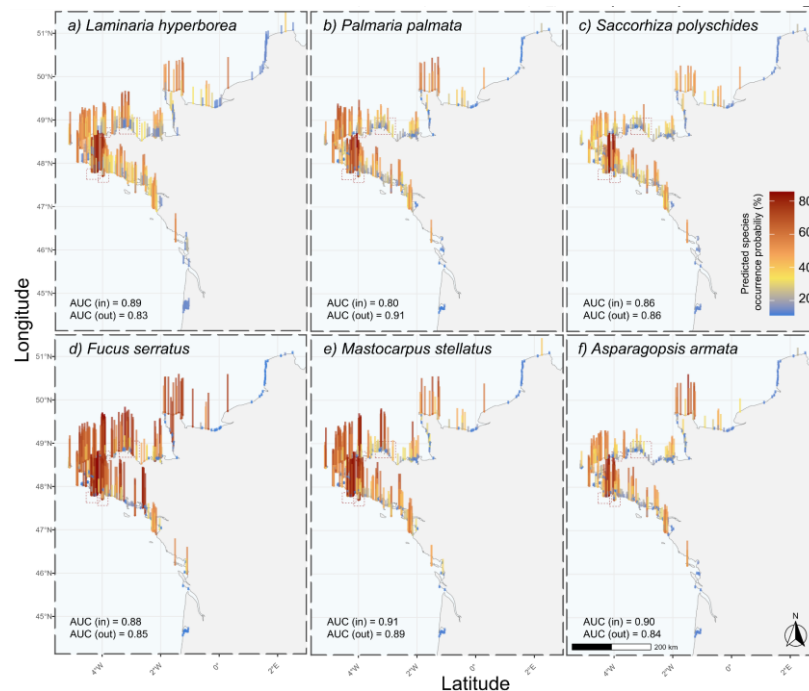 a) Laminaria hyperborea
b) Palmaria palmata
c) Saccorhiza polyschides
51°N
50°N
49°N
48°N
47°N
46°N
45°N
AUC (in) = 0.89
AUC (out) = 0.83
AUC (in) = 0.80
AUC (out) = 0.91
AUC (in) = 0.86
AUC (out) = 0.86
Predicted species
occurrence probabiliy (%)
80
60
40
20
Longitude
d) Fucus serratus
e) Mastocarpus stellatus
f) Asparagopsis armata
51°N
50°N
49°N
48°N
47°N
46°N
45°N
AUC (in) = 0.88
AUC (out) = 0.85
AUC (in) = 0.91
AUC (out) = 0.89
AUC (in) = 0.90
AUC (out) = 0.84
N
200 km
4°W
2°W
0°
2°E
4°W
2°W
0°
2°E
4°W
2°W
0°
2°E
Latitude